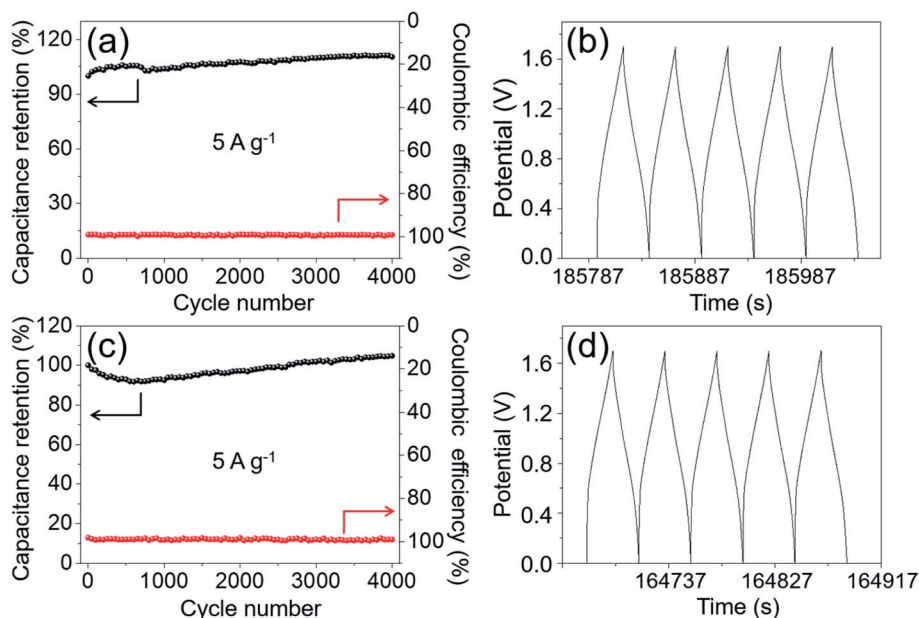 (a)
Capacitance retention (%)
120
90
60
30
0
5 A g-1
0
20
40
60
80
100
Coulombic efficiency (%)
0 1000 2000 3000 4000
Cycle number
(b)
Potential (V)
1.6
1.2
0.8
0.4
0.0
185787 185887 185987
Time (s)
(c)
Capacitance retention (%)
120
100
80
60
40
20
0
5 A g-1
0
20
40
60
80
100
Coulombic efficiency (%)
0 1000 2000 3000 4000
Cycle number
(d)
Potential (V)
1.6
1.2
0.8
0.4
0.0
164737 164827 164917
Time (s)